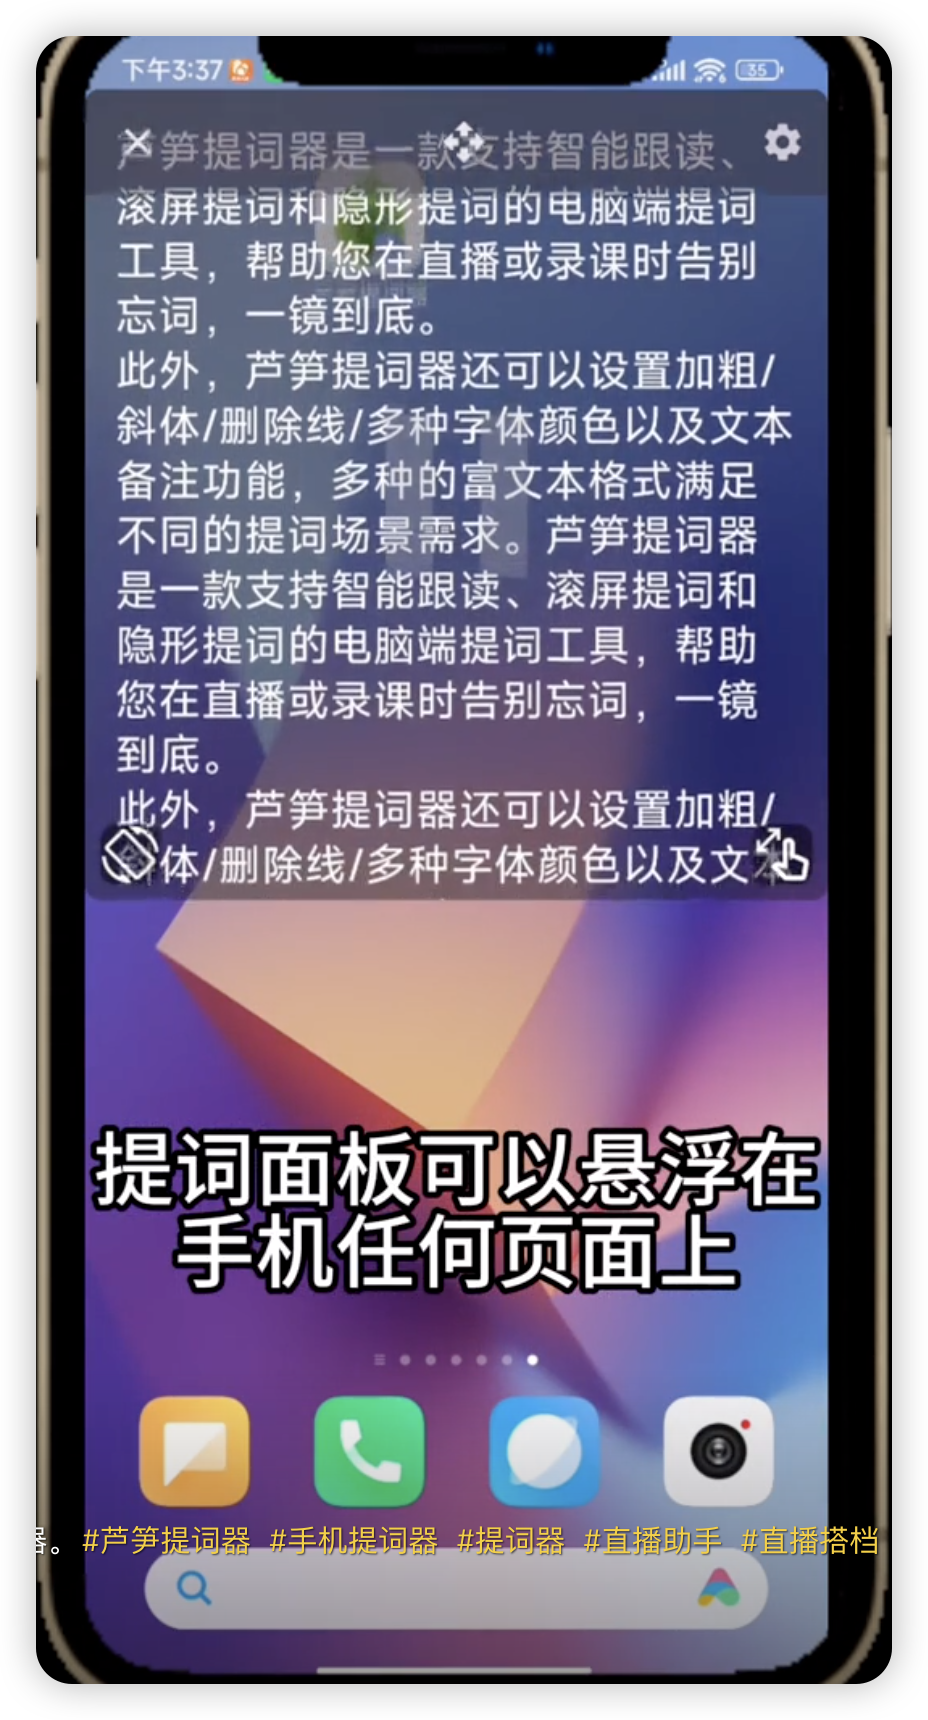 下午3:37
35
芦笋提词器是一款支持智能跟读、
滚屏提词和隐形提词的电脑端提词
工具，帮助您在直播或录课时告别
忘词，一镜到底。
此外，芦笋提词器还可以设置加粗/
斜体/删除线/多种字体颜色以及文本
备注功能，多种的富文本格式满足
不同的提词场景需求。芦笋提词器
是一款支持智能跟读、滚屏提词和
隐形提词的电脑端提词工具，帮助
您在直播或录课时告别忘词，一镜
到底。
此外，芦笋提词器还可以设置加粗/
体/删除线/多种字体颜色以及文本
提词面板可以悬浮在
手机任何页面上
器。#芦笋提词器 #手机提词器 #提词器 #直播助手 #直播搭档